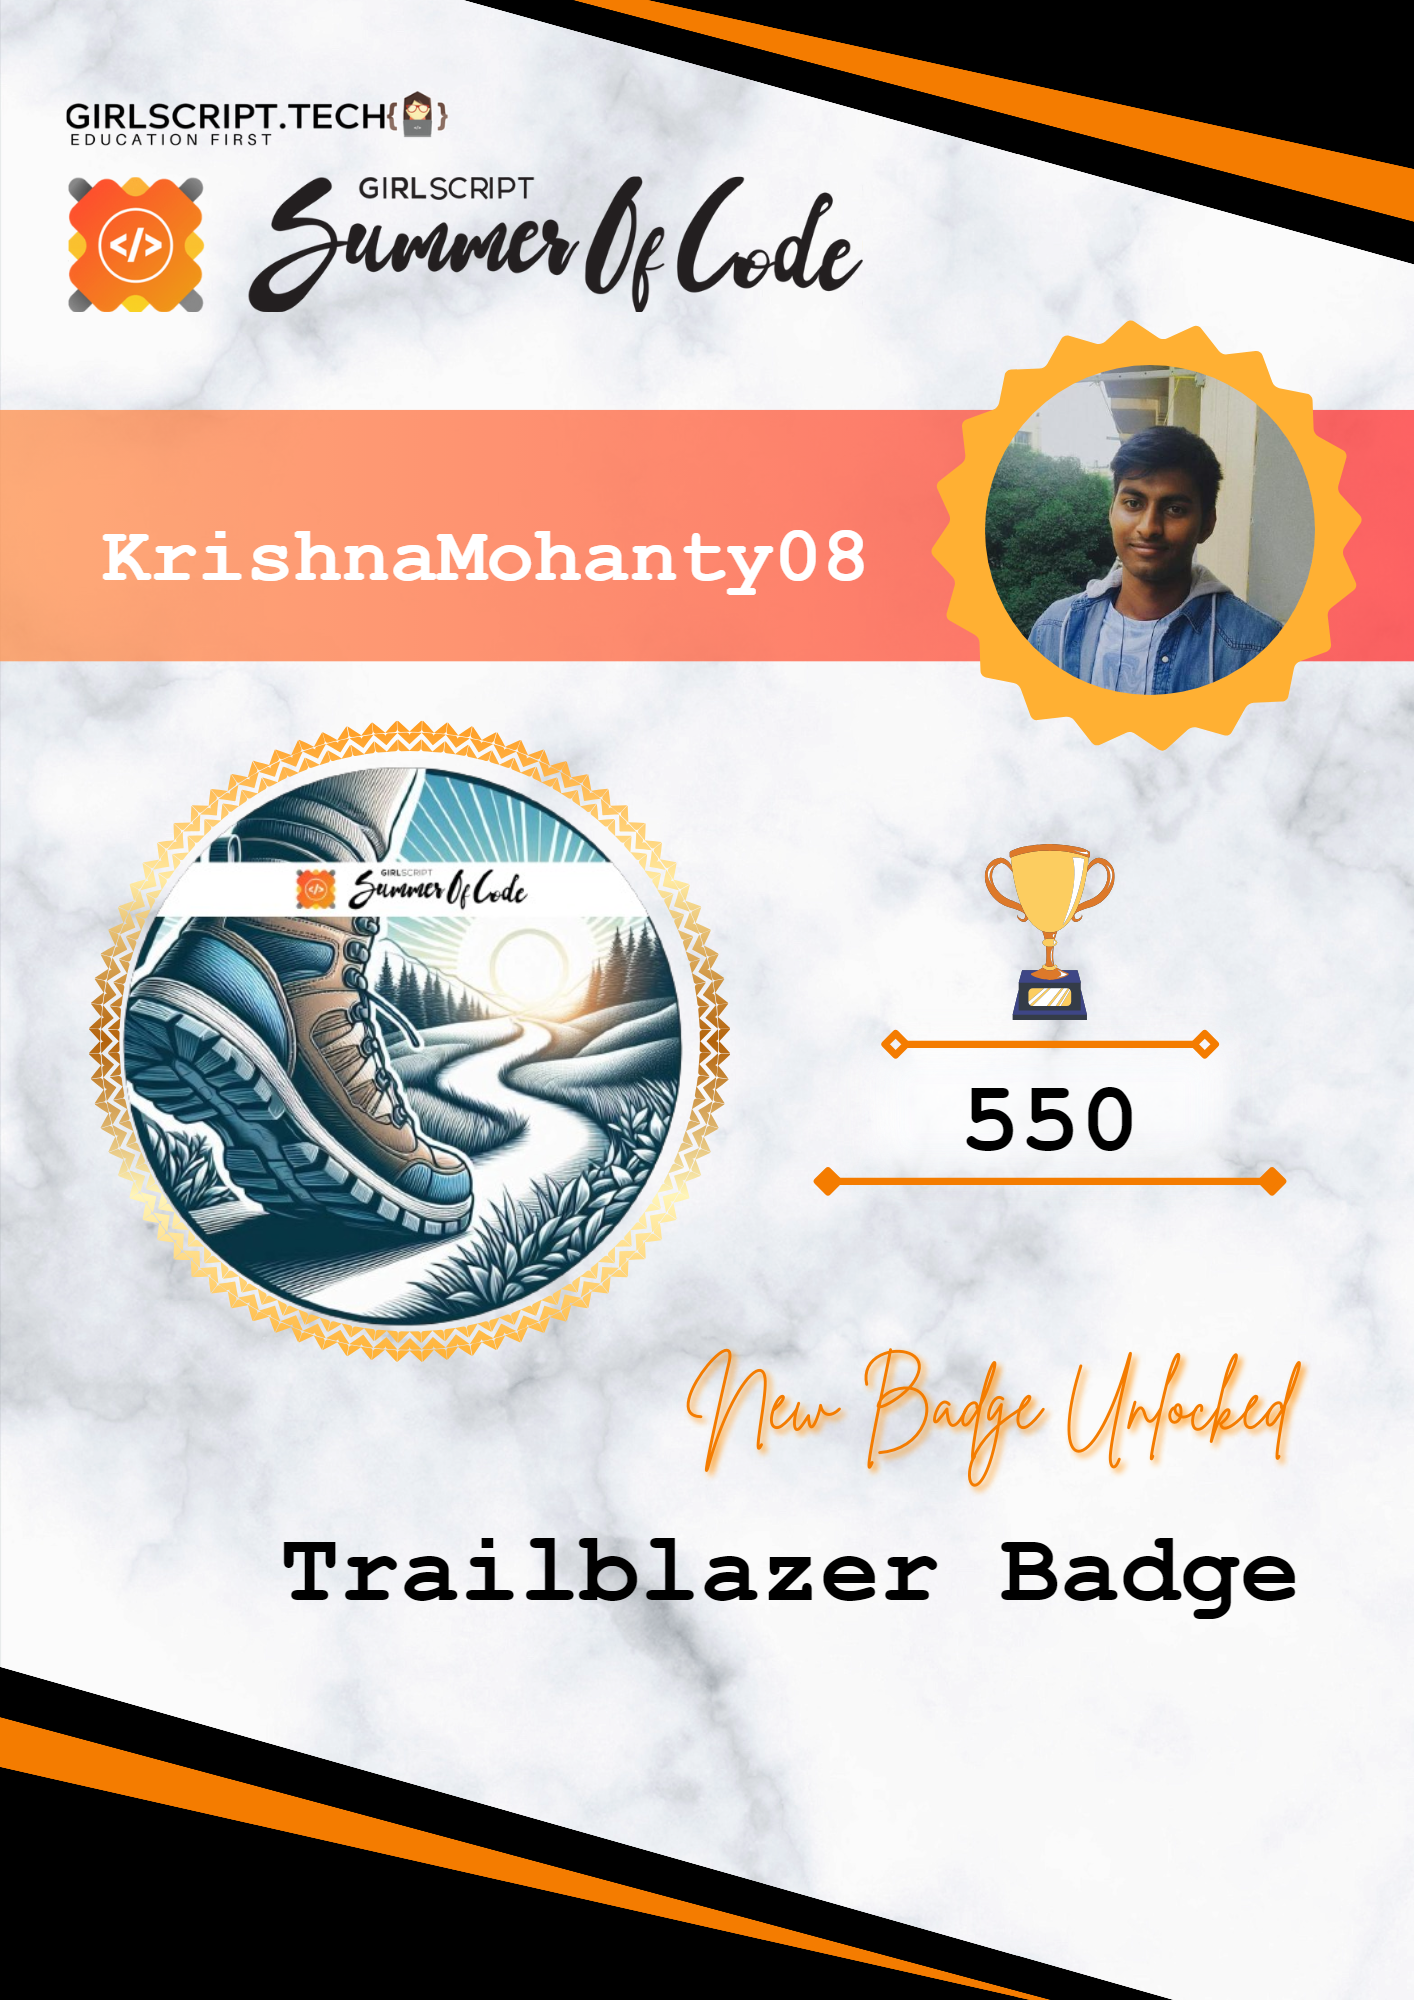 GIRLSCRIPT.TECH{ }
EDUCATION FIRST
GIRLSCRIPT
Summer Of Code
</>
KrishnaMohanty08
GIRLSCRIPT
</> Summer Of Code
550
New Badge Unlocked
Trailblazer Badge